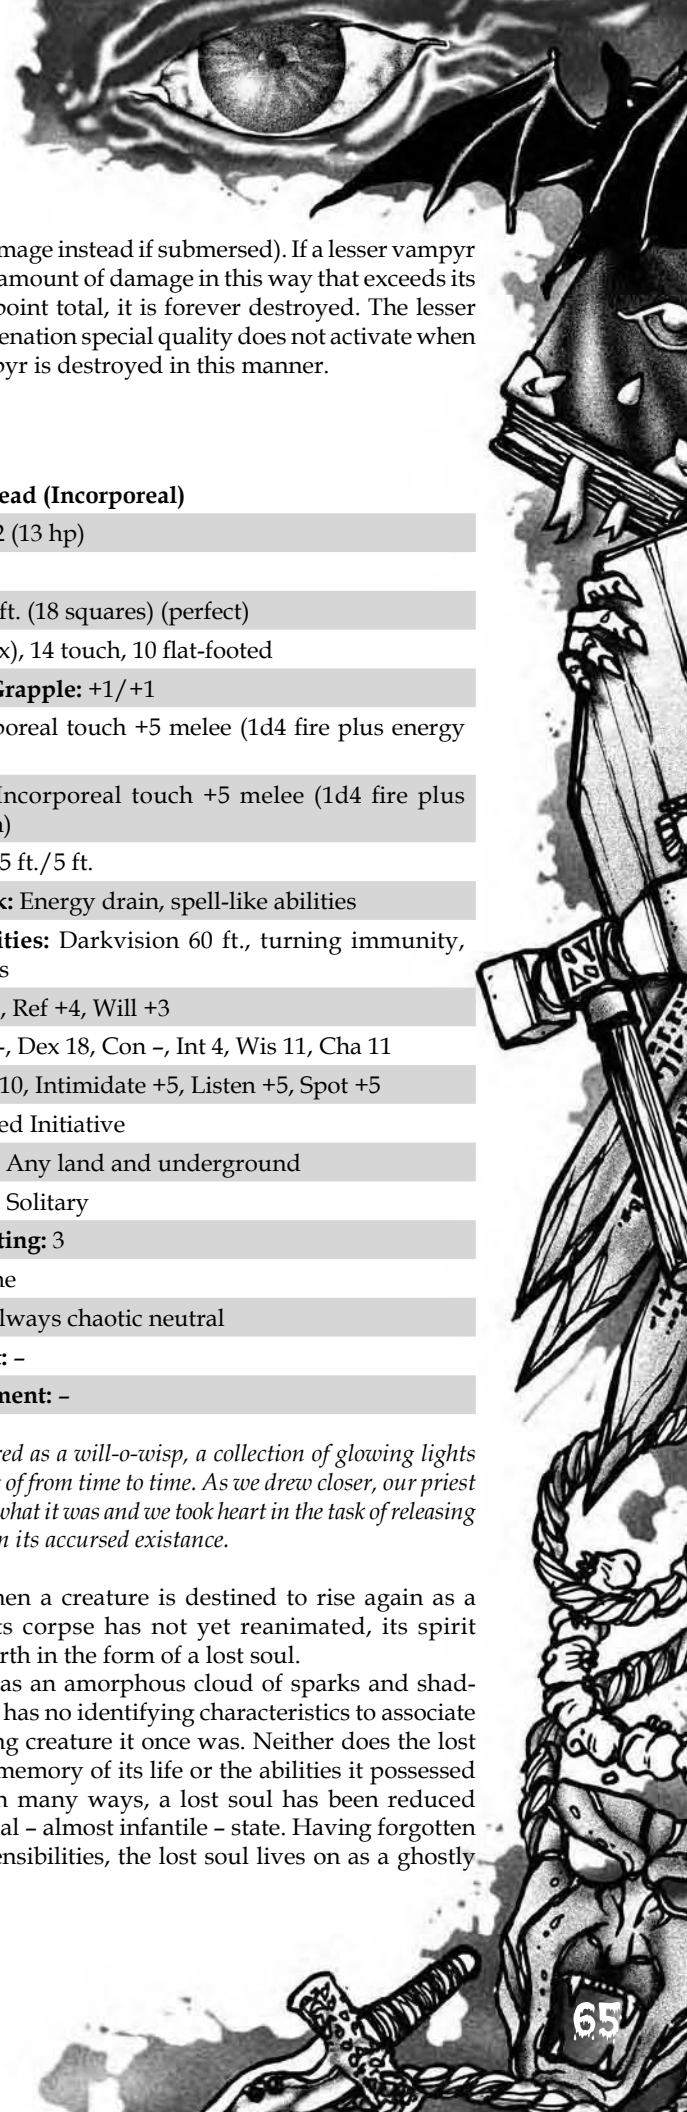 mage instead if submersed). If a lesser vampyr
amount of damage in this way that exceeds its
point total, it is forever destroyed. The lesser
enation special quality does not activate when
pyr is destroyed in this manner.
ead (Incorporeal)
2 (13 hp)
ft. (18 squares) (perfect)
x), 14 touch, 10 flat-footed
Grapple: +1/+1
poreal touch +5 melee (1d4 fire plus energy
Incorporeal touch +5 melee (1d4 fire plus
n)
5 ft./5 ft.
k: Energy drain, spell-like abilities
ities: Darkvision 60 ft., turning immunity,
s
, Ref +4, Will +3
–, Dex 18, Con –, Int 4, Wis 11, Cha 11
10, Intimidate +5, Listen +5, Spot +5
ed Initiative
Any land and underground
Solitary
ting: 3
ne
lways chaotic neutral
t: –
ment: –
red as a will-o-wisp, a collection of glowing lights
of from time to time. As we drew closer, our priest
what it was and we took heart in the task of releasing
n its accursed existance.
hen a creature is destined to rise again as a
ts corpse has not yet reanimated, its spirit
rth in the form of a lost soul.
as an amorphous cloud of sparks and shad-
has no identifying characteristics to associate
ng creature it once was. Neither does the lost
memory of its life or the abilities it possessed
n many ways, a lost soul has been reduced
al – almost infantile – state. Having forgotten
ensibilities, the lost soul lives on as a ghostly
65